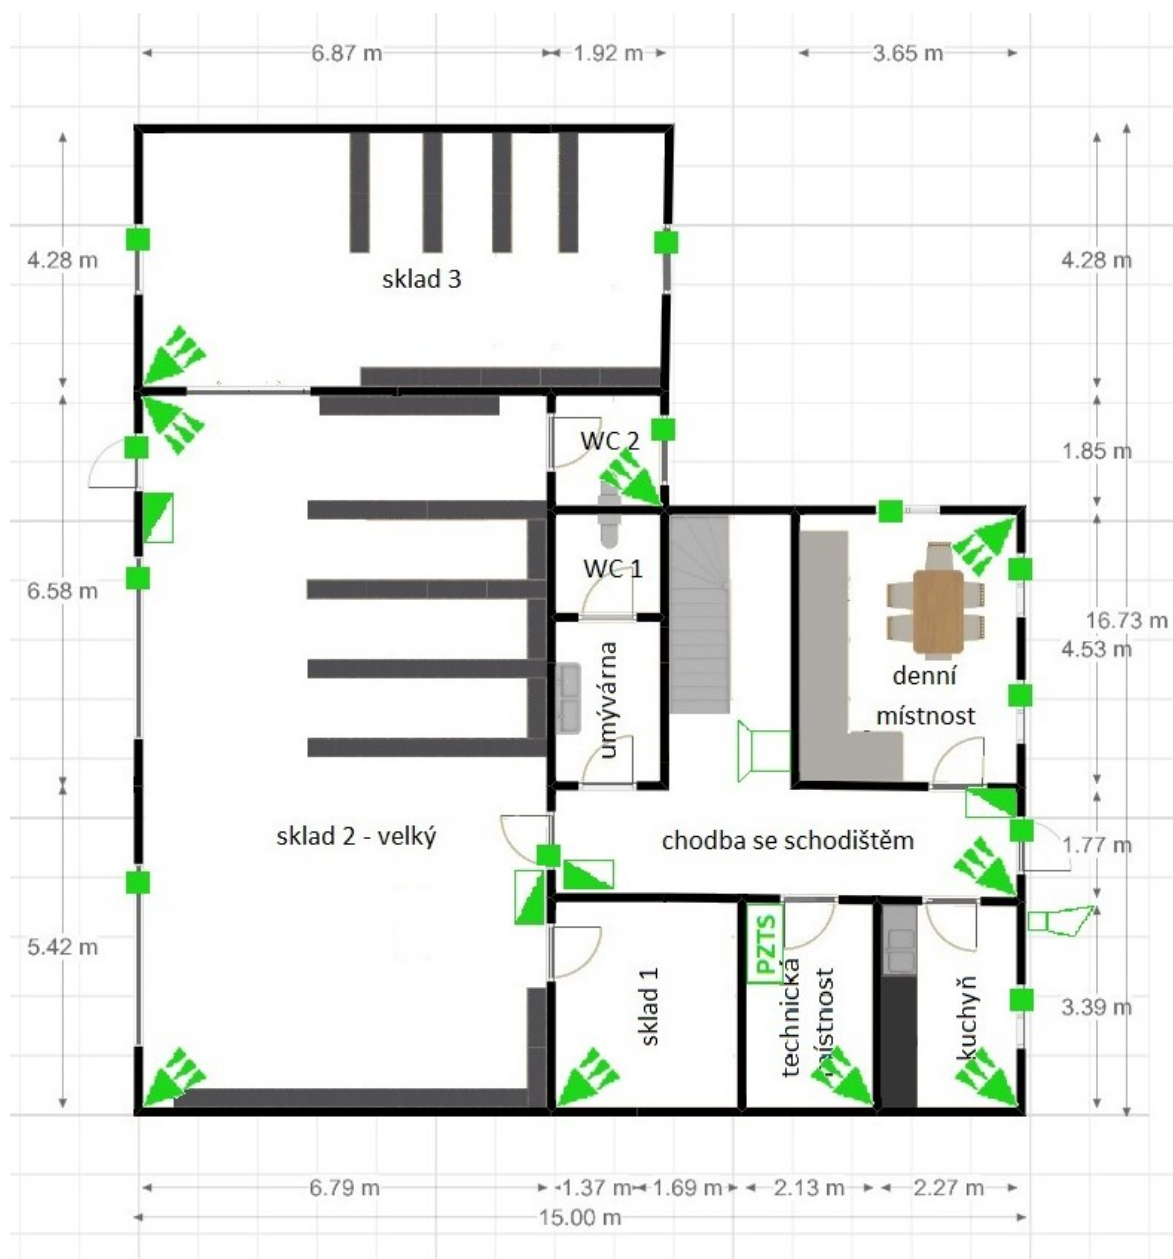 6.87 m
1.92 m
3.65 m
4.28 m
sklad 3
4.28 m
WC 2
1.85 m
6.58 m
WC 1
16.73 m
4.53 m
umývárna
denní
místnost
sklad 2 - velký
chodba se schodištěm
1.77 m
5.42 m
PZTS
sklad 1
technická
místnost
kuchyň
3.39 m
6.79 m
1.37 m
1.69 m
2.13 m
2.27 m
15.00 m